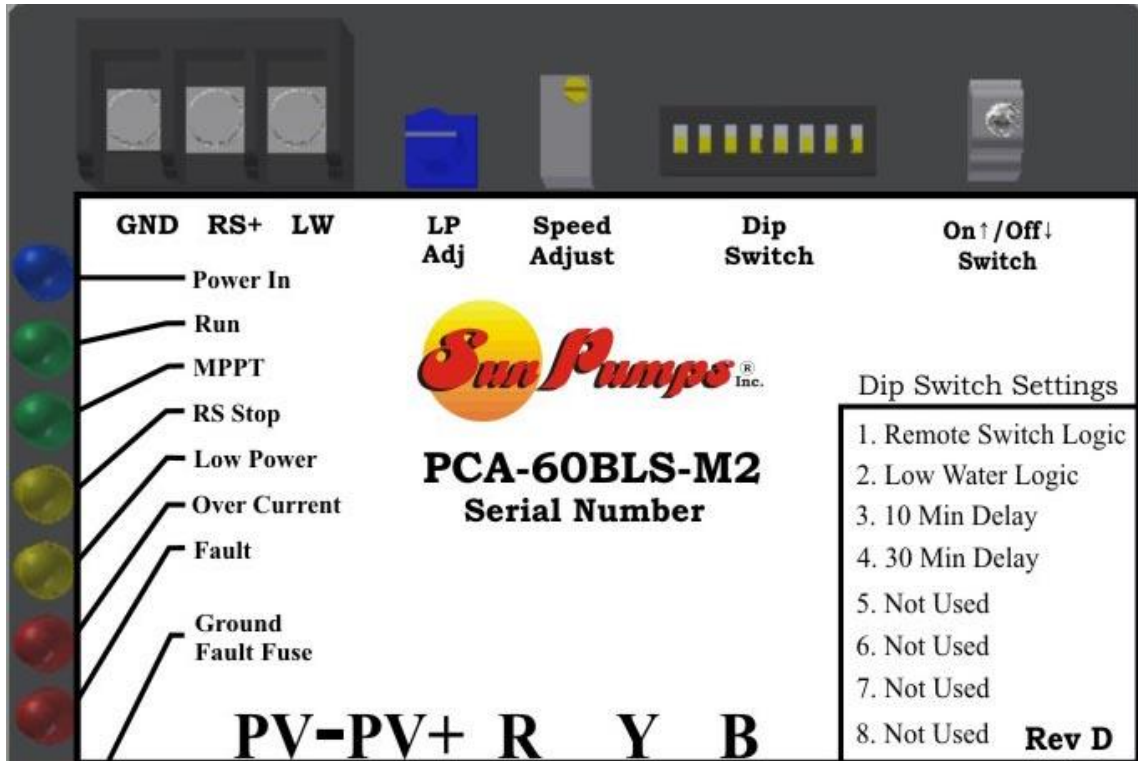 GND RS+ LW
LP
Adj
Speed
Adjust
Dip
Switch
On↑/Off↓
Switch
Power In
Run
MPPT
RS Stop
Low Power
Over Current
Fault
Ground
Fault Fuse
Sun Pumps ® Inc.
PCA-60BLS-M2
Serial Number
Dip Switch Settings
1. Remote Switch Logic
2. Low Water Logic
3. 10 Min Delay
4. 30 Min Delay
5. Not Used
6. Not Used
7. Not Used
8. Not Used
Rev D
PV-PV+ R Y B